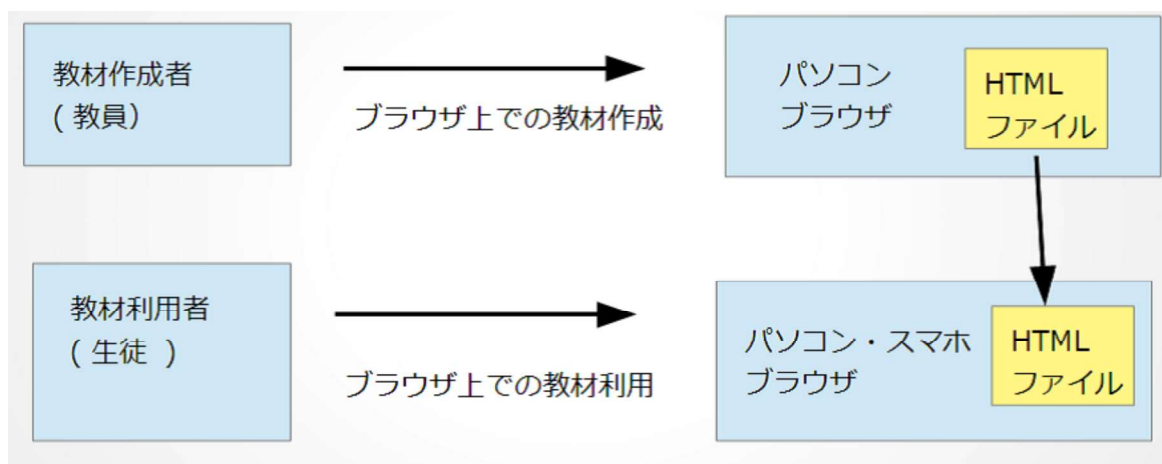 教材作成者
( 教員）
ブラウザ上での教材作成
パソコン
ブラウザ
HTML
ファイル
教材利用者
( 生徒 )
ブラウザ上での教材利用
パソコン・スマホ
ブラウザ
HTML
ファイル